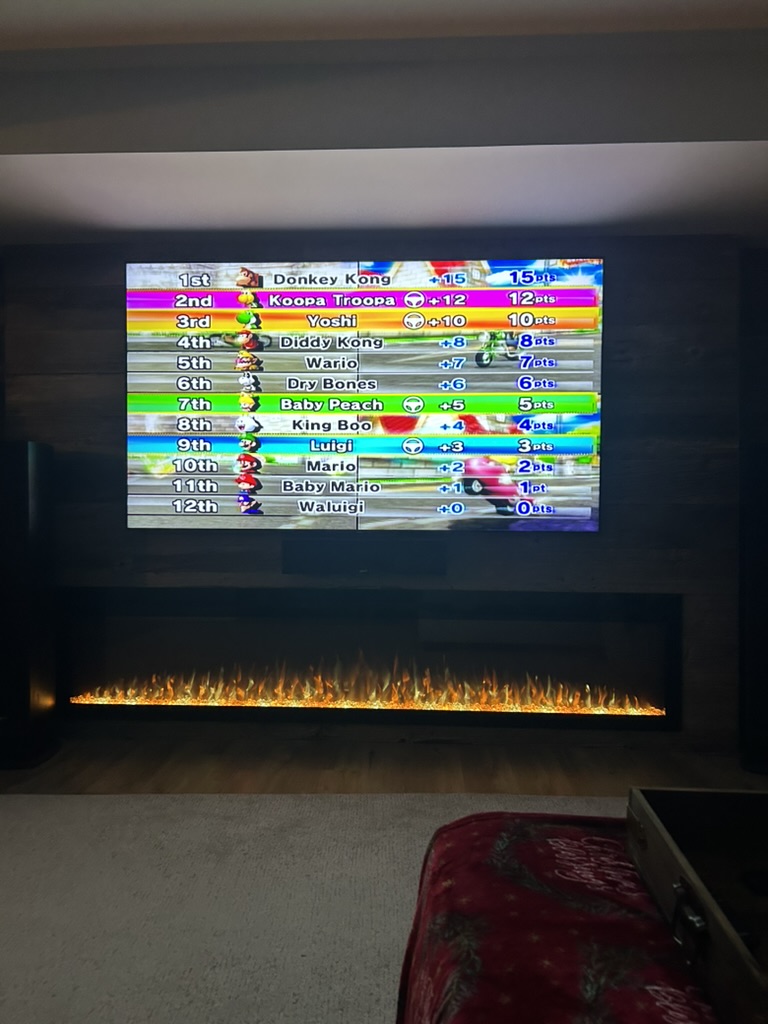 1st Donkey Kong +15 15pts
2nd Koopa Troopa +12 12pts
3rd Yoshi +10 10pts
4th Diddy Kong +8 8pts
5th Wario +7 7pts
6th Dry Bones +6 6pts
7th Baby Peach +5 5pts
8th King Boo +4 4pts
9th Luigi +3 3pts
10th Mario +2 2pts
11th Baby Mario +1 1pt
12th Waluigi +0 0pts